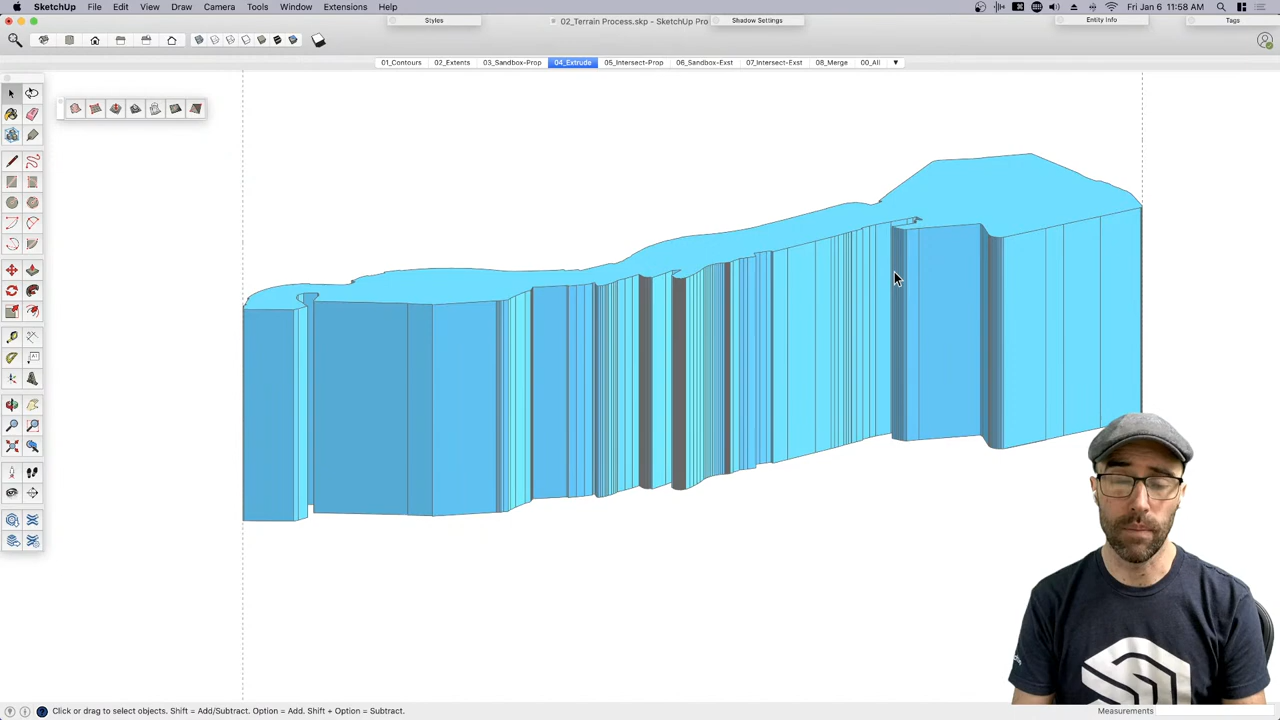 SketchUp File Edit View Camera Draw Tools Window Extensions Help Fri Jan 6 11:58 AM
Styles
02_Terrain Process.skp - SketchUp Pro
Shadow Settings
Entity Info
Tags
01_Contours 02_Extents 03_Sandbox-Prop 04_Extrude 05_Intersect-Prop 06_Sandbox-Exst 07_Intersect-Exst 08_Merge 00_All
Click or drag to select objects. Shift = Add/Subtract. Option = Add. Shift + Option = Subtract.
Measurements